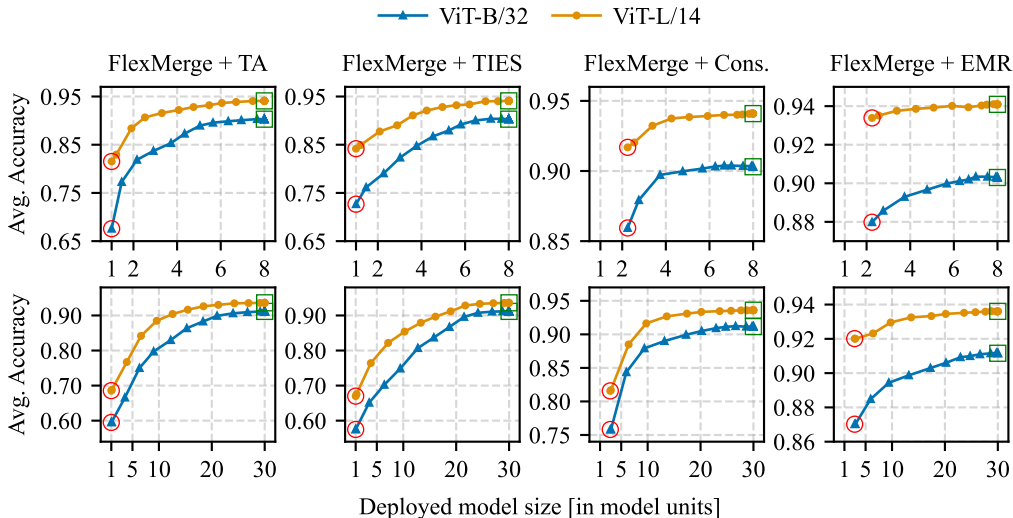 ViT-B/32 ViT-L/14
FlexMerge + TA FlexMerge + TIES FlexMerge + Cons. FlexMerge + EMR
Avg. Accuracy
0.95 0.85 0.75 0.65
1 2 4 6 8
0.95 0.85 0.75 0.65
1 2 4 6 8
0.95 0.90 0.85
1 2 4 6 8
0.94 0.92 0.90 0.88
1 2 4 6 8
Avg. Accuracy
0.90 0.80 0.70 0.60
1 5 10 20 30
0.90 0.80 0.70 0.60
1 5 10 20 30
0.95 0.90 0.85 0.80 0.75
1 5 10 20 30
0.94 0.92 0.90 0.88 0.86
1 5 10 20 30
Deployed model size [in model units]